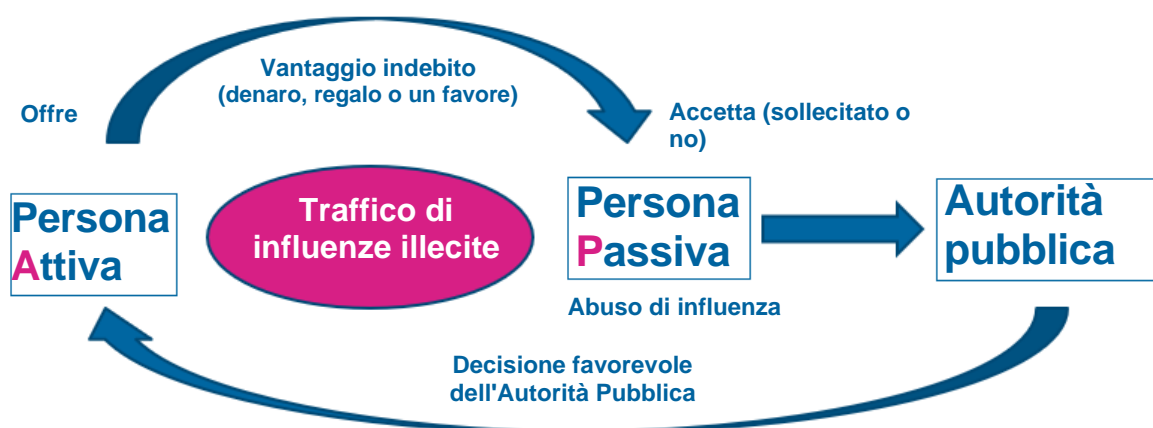 Vantaggio indebito
(denaro, regalo o un favore)
Offre
Accetta (sollecitato o
no)
Persona
Attiva
Traffico di
influenze illecite
Persona
Passiva
Autorità
pubblica
Abuso di influenza
Decisione favorevole
dell'Autorità Pubblica